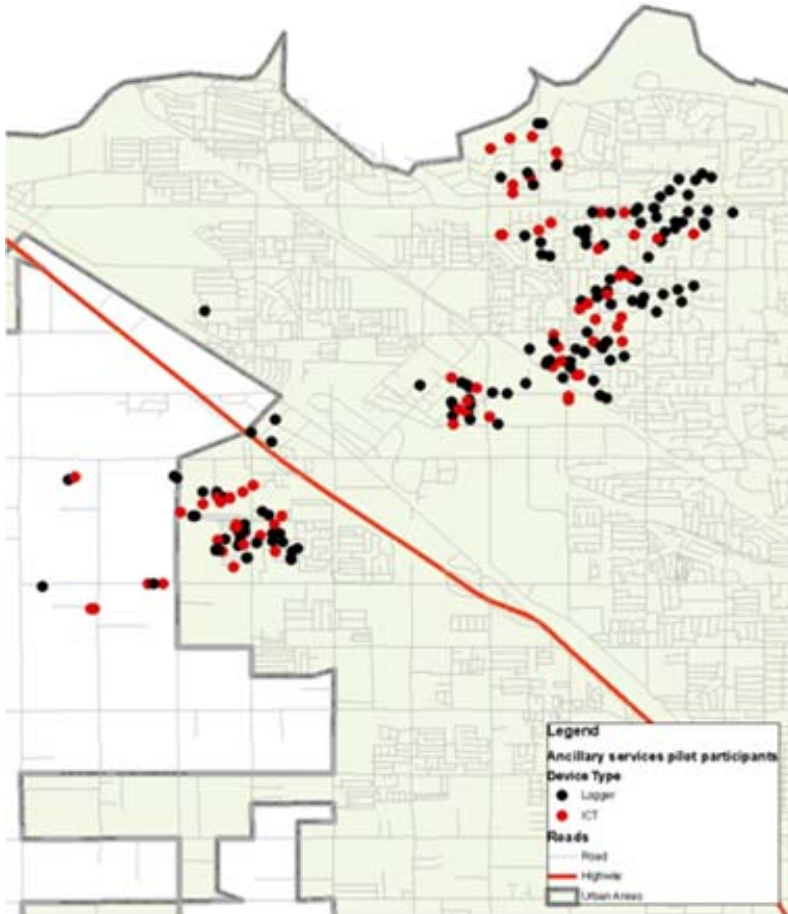 Legend
Ancillary services pilot participants
Device Type
Logger
ICT
Roads
Road
Highway
Urban Areas